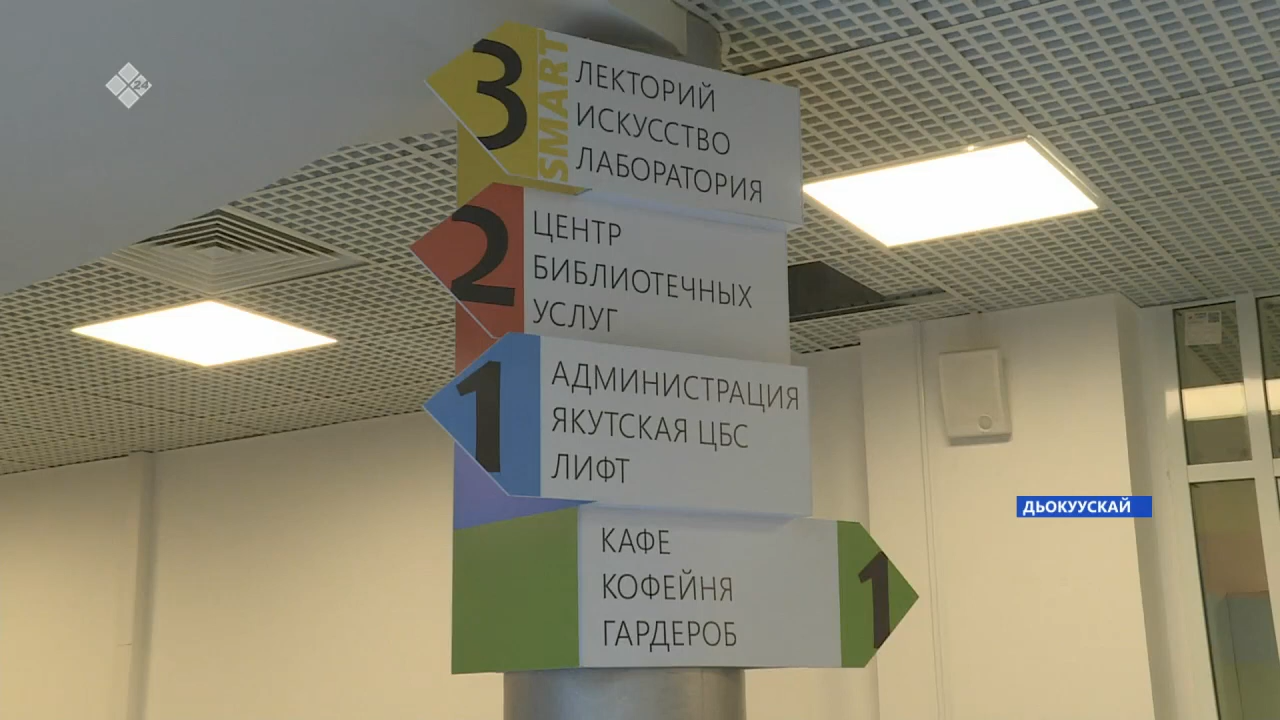 24
3
SMART
ЛЕКТОРИЙ
ИСКУССТВО
ЛАБОРАТОРИЯ
2
ЦЕНТР
БИБЛИОТЕЧНЫХ
УСЛУГ
1
АДМИНИСТРАЦИЯ
ЯКУТСКАЯ ЦБС
ЛИФТ
КАФЕ
КОФЕЙНЯ
ГАРДЕРОБ
1
ДЬОКУУСКАЙ